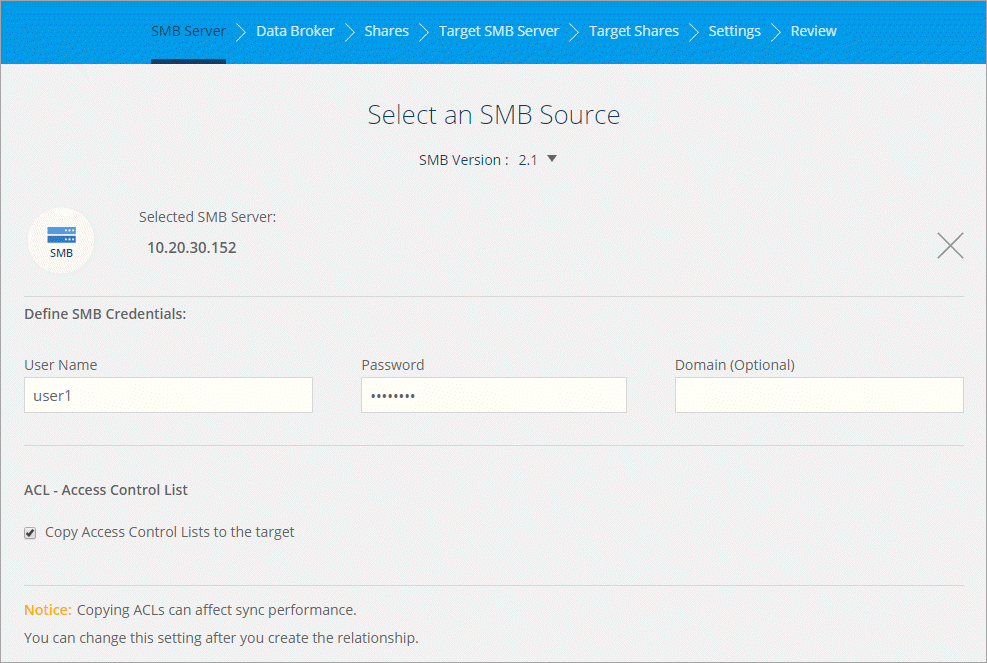 SMB Server Data Broker Shares Target SMB Server Target Shares Settings Review
Select an SMB Source
SMB Version : 2.1
Selected SMB Server:
10.20.30.152
SMB
Define SMB Credentials:
User Name Password Domain (Optional)
user1 ••••••••
ACL - Access Control List
Copy Access Control Lists to the target
Notice: Copying ACLs can affect sync performance.
You can change this setting after you create the relationship.